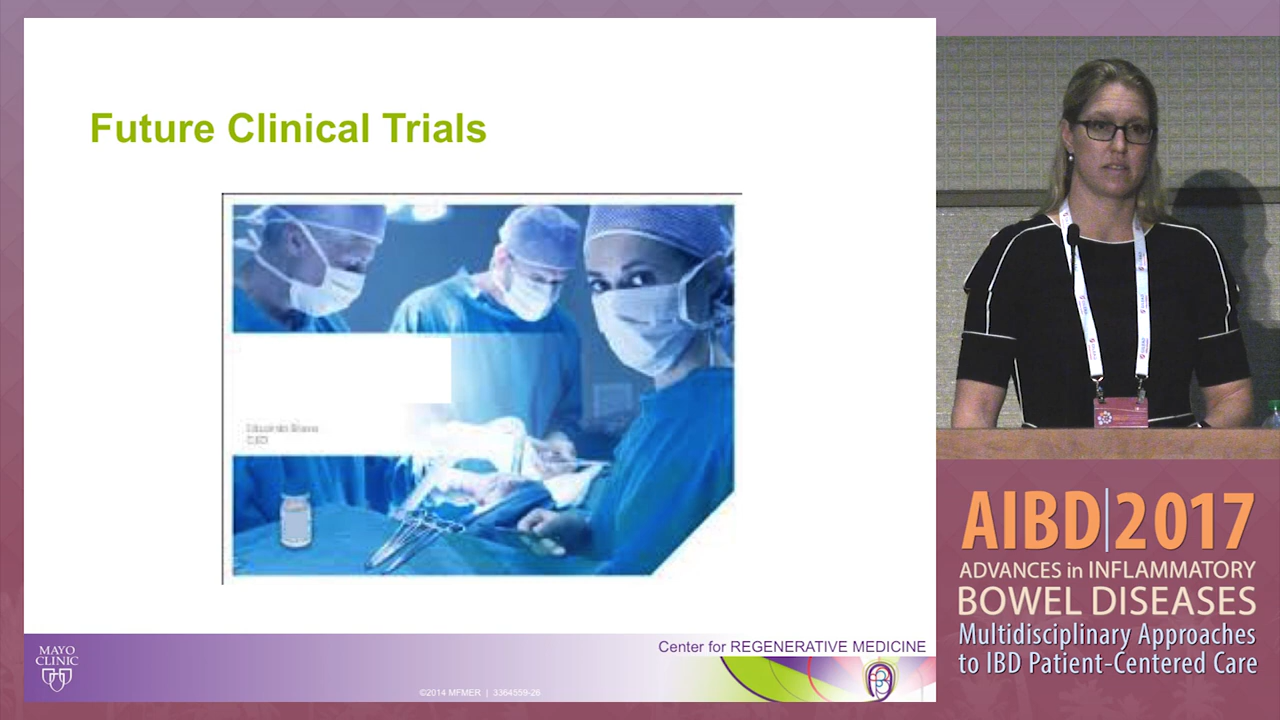 Future Clinical Trials
MAYO
CLINIC
©2014 MFMER | 3364559-26
Center for REGENERATIVE MEDICINE
AIBD|2017
ADVANCES in INFLAMMATORY
BOWEL DISEASES
Multidisciplinary Approaches
to IBD Patient-Centered Care